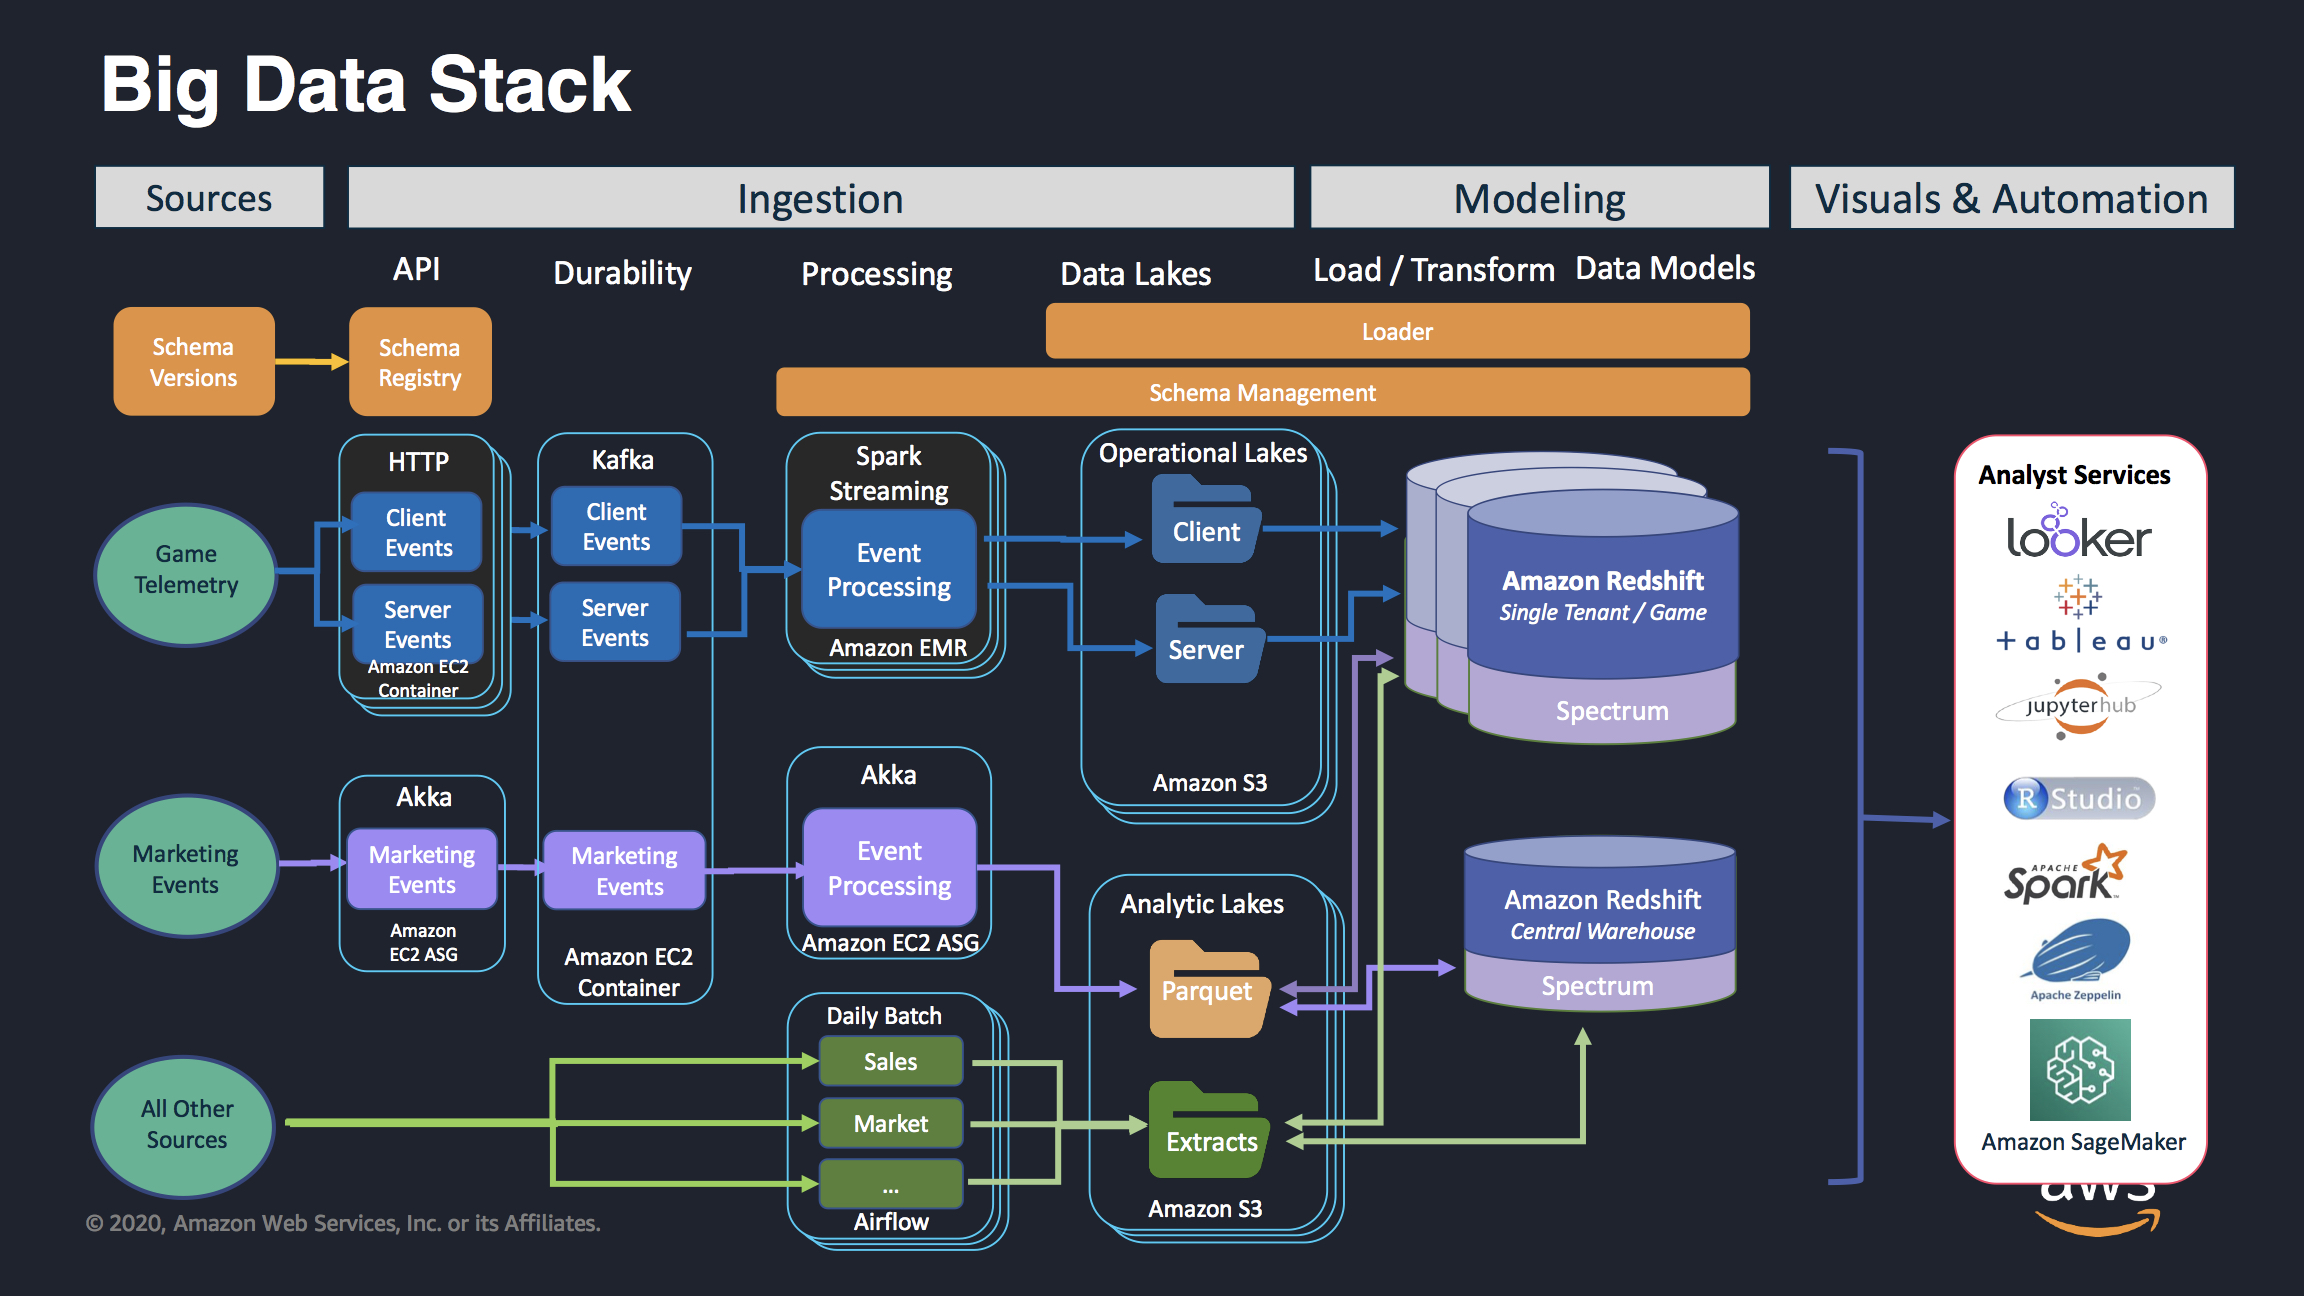 Big Data Stack
Sources
Ingestion
Modeling
Visuals & Automation
API
Durability
Processing
Data Lakes
Load / Transform
Data Models
Loader
Schema
Versions
Schema
Registry
Schema Management
HTTP
Client
Events
Server
Events
Amazon EC2
Container
Kafka
Client
Events
Server
Events
Spark
Streaming
Event
Processing
Amazon EMR
Operational Lakes
Client
Server
Amazon S3
Amazon Redshift
Single Tenant / Game
Spectrum
Game
Telemetry
Marketing
Events
Akka
Marketing
Events
Amazon
EC2 ASG
Marketing
Events
Amazon EC2
Container
Akka
Event
Processing
Amazon EC2 ASG
Analytic Lakes
Parquet
Extracts
Amazon S3
Amazon Redshift
Central Warehouse
Spectrum
All Other
Sources
Daily Batch
Sales
Market
...
Airflow
Analyst Services
looker
+ableau®
jupyterhub
R Studio™
APACHE
Spark™
Apache Zeppelin
Amazon SageMaker
aws
© 2020, Amazon Web Services, Inc. or its Affiliates.